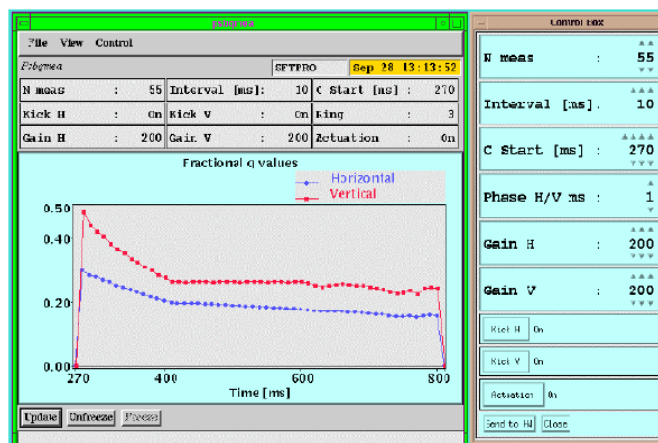 psbqmea
File View Control
Psbqmea SFTPRO Sep 28 13:13:52
N meas : 55 Interval [ms]: 10 C Start [ms] : 270
Kick H : On Kick V : On Ring : 3
Gain H : 200 Gain V : 200 Actuation : On
Fractional q values
Horizontal
Vertical
0.50
0.40
0.20
0.00
270 400 600 800
Time [ms]
Update Unfreeze Freeze
Control Box
N meas : 55
Interval [ms]. 10
C Start [ms] : 270
Phase H/V ms : 1
Gain H : 200
Gain V : 200
Kick H On
Kick V On
Actuation On
Send to HW Close